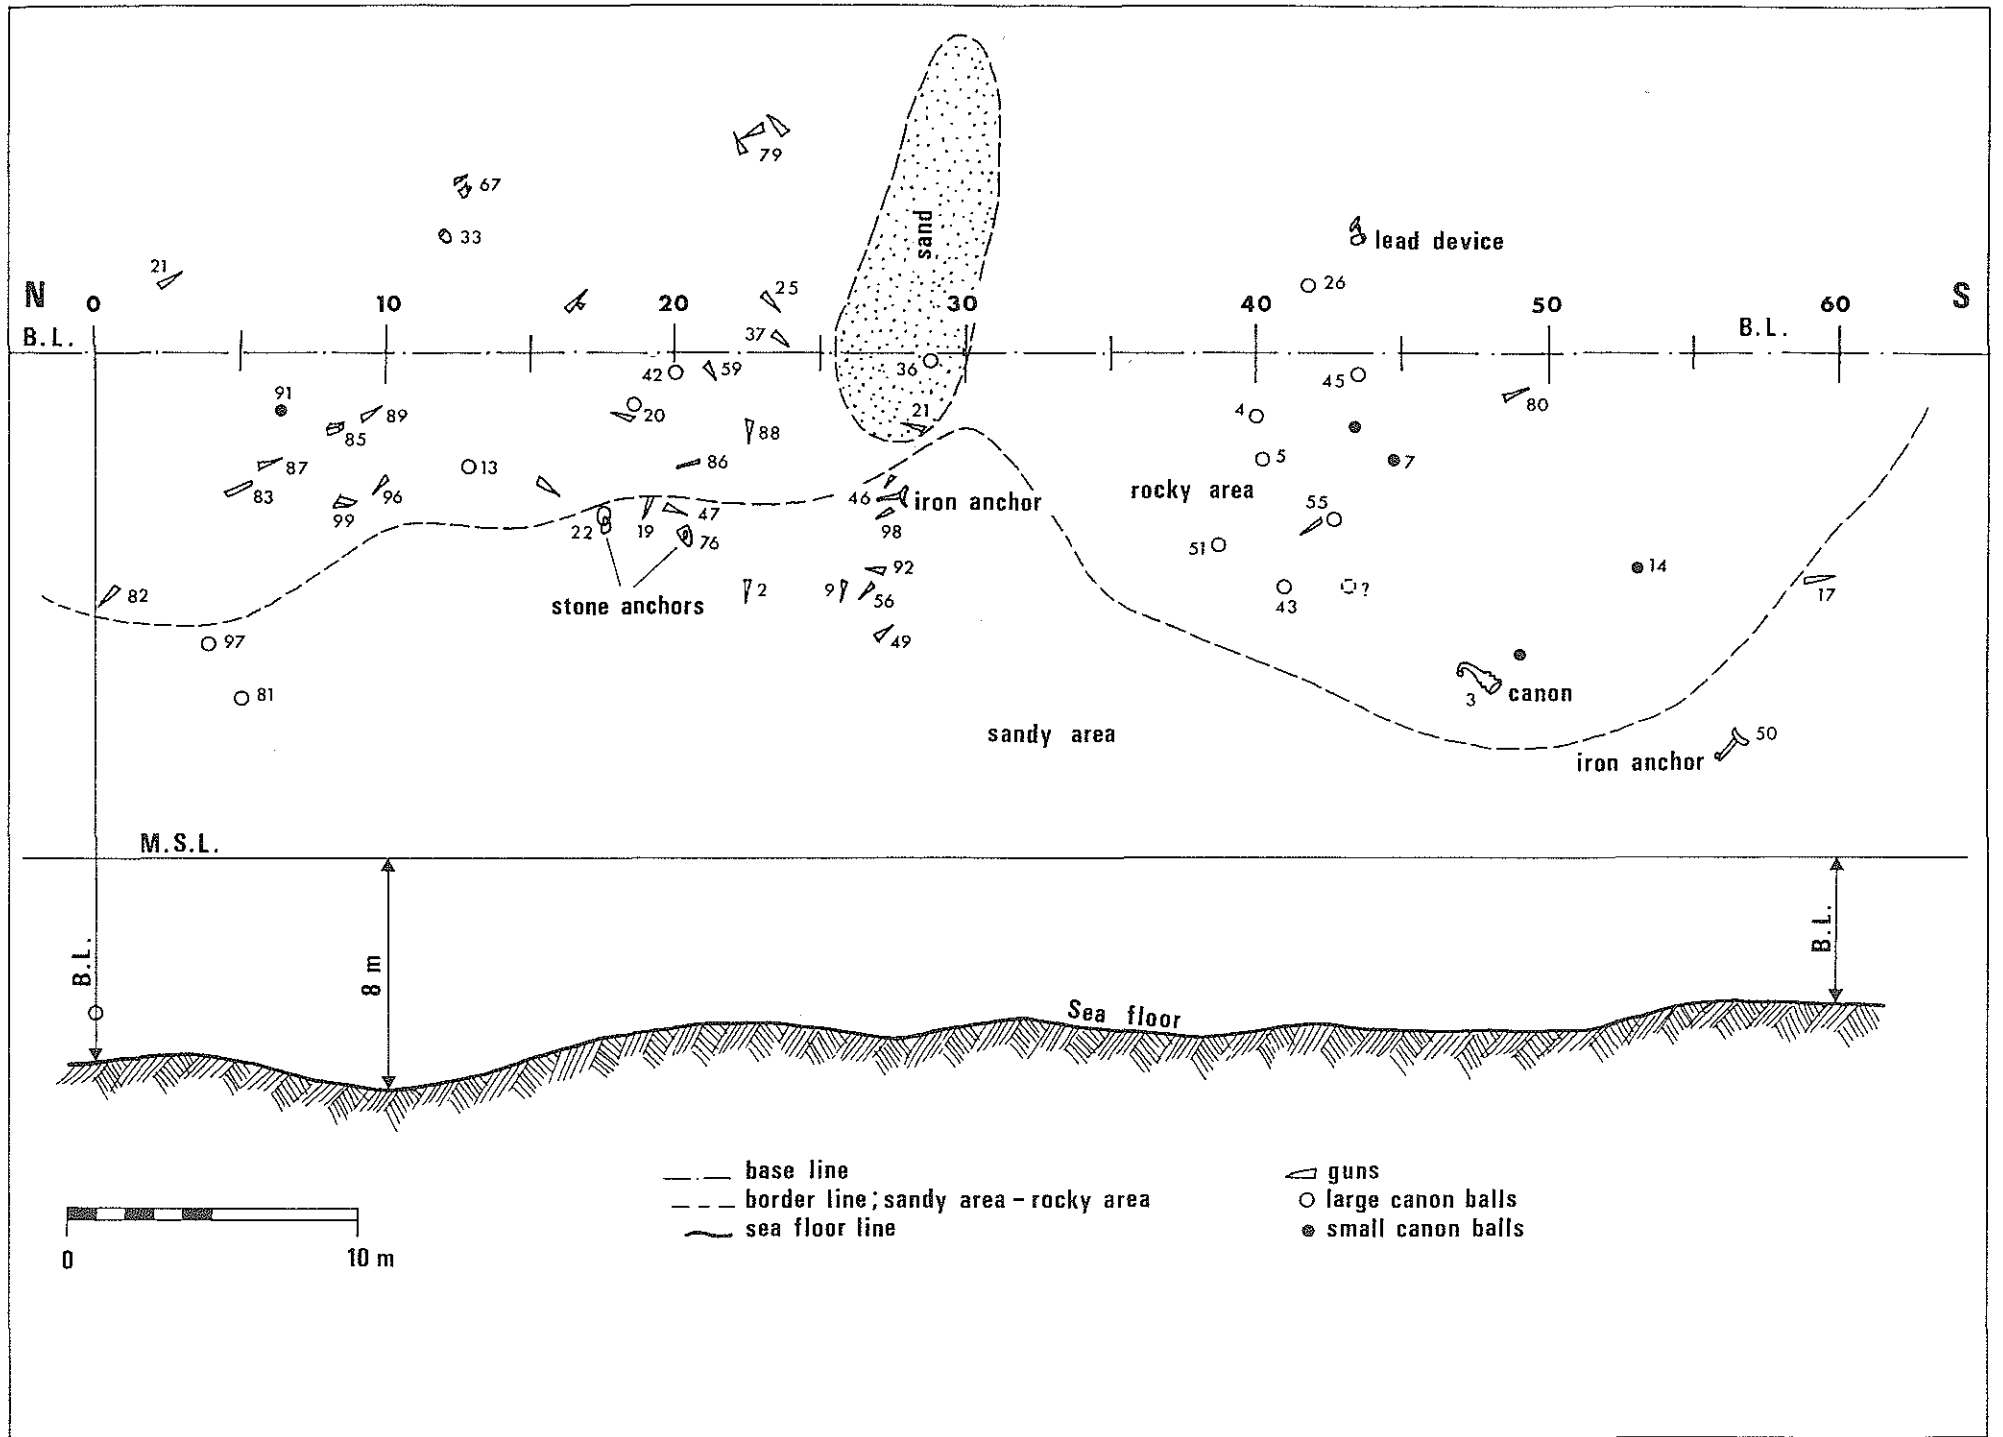 79
67
33
sand
lead device
21
25
26
N 0 10 20 30 40 50 60 S
B.L. B.L.
37
42 59 36 45
91 89 20 21 4 80
85 88
87 13 86 5 7
83 96 46 iron anchor rocky area
99 22 19 47 98 55
76 51
92 14
82 stone anchors 2 9 56 43 ? 17
97 49
81 3 canon
sandy area 50
iron anchor
M.S.L.
B.L. 8 m B.L.
Sea floor
base line
border line; sandy area - rocky area
sea floor line
guns
large canon balls
small canon balls
0 10 m